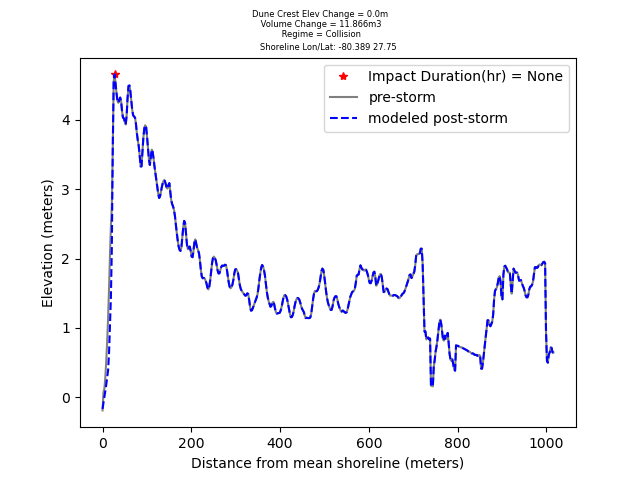 Dune Crest Elev Change = 0.0m
Volume Change = 11.866m3
Regime = Collision
Shoreline Lon/Lat: -80.389 27.75
Impact Duration(hr) = None
pre-storm
modeled post-storm
Elevation (meters)
4
3
2
1
0
0 200 400 600 800 1000
Distance from mean shoreline (meters)